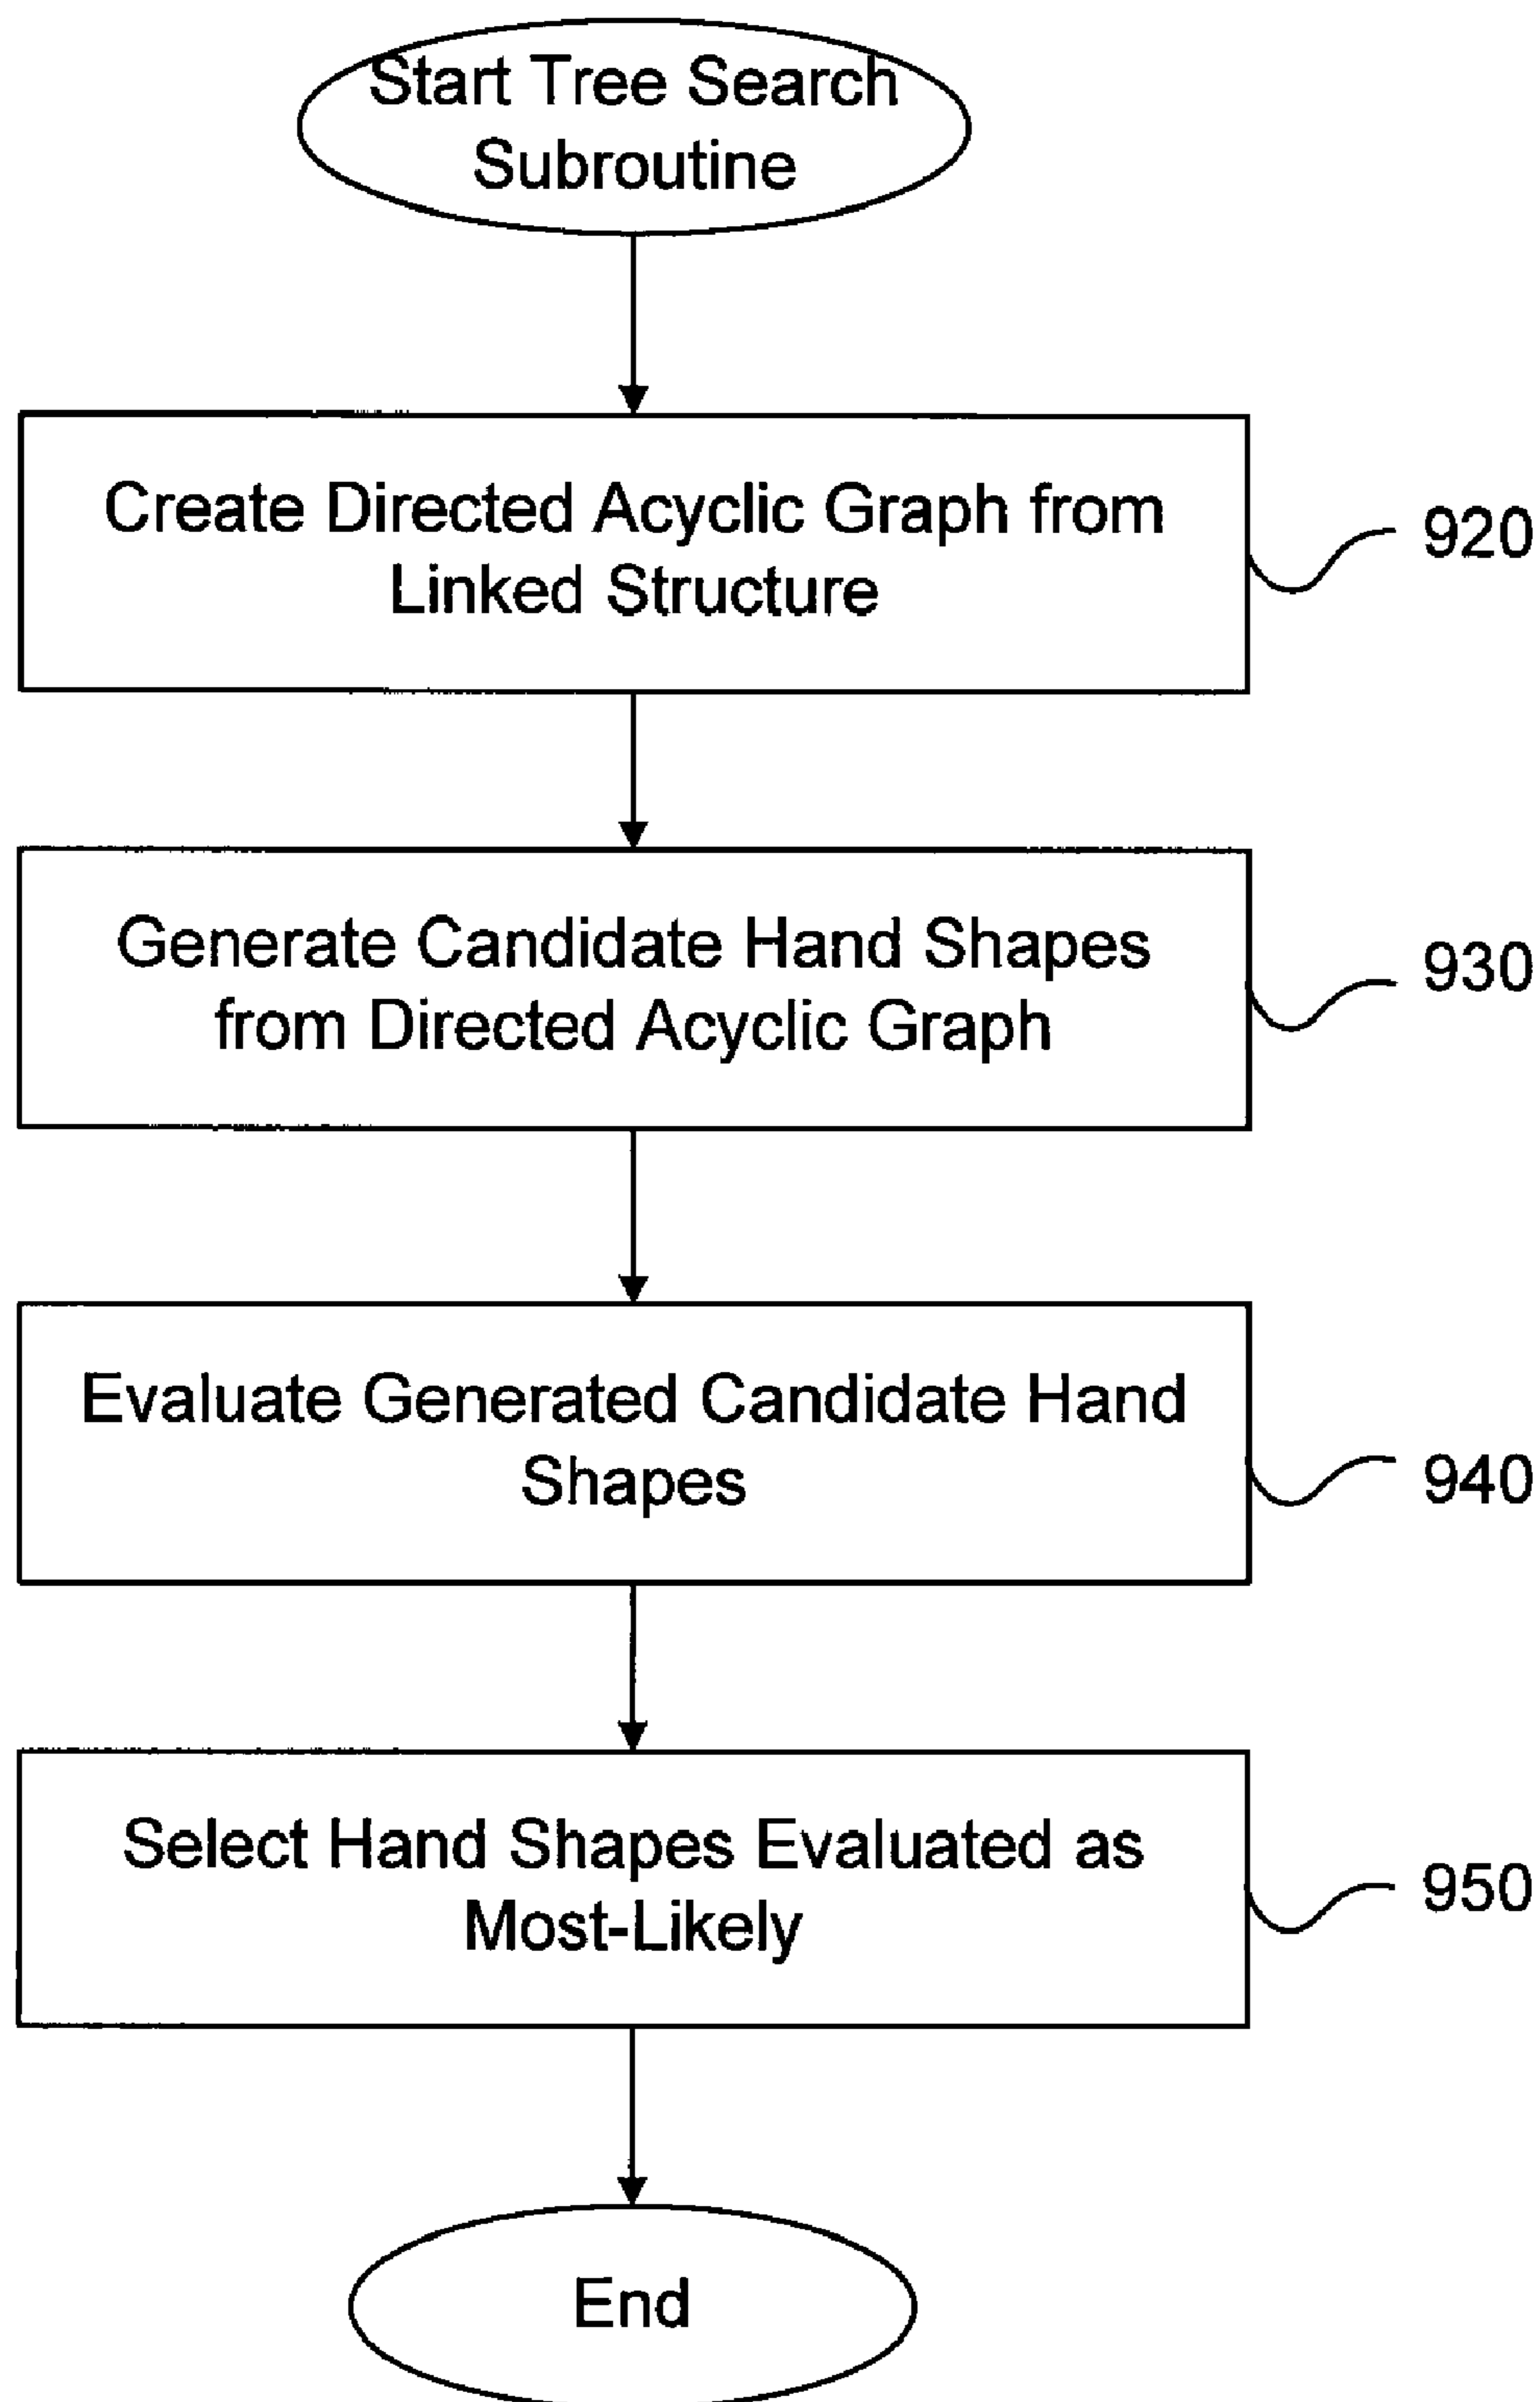 Start Tree Search
Subroutine
Create Directed Acyclic Graph from
Linked Structure
920
Generate Candidate Hand Shapes
from Directed Acyclic Graph
930
Evaluate Generated Candidate Hand
Shapes
940
Select Hand Shapes Evaluated as
Most-Likely
950
End